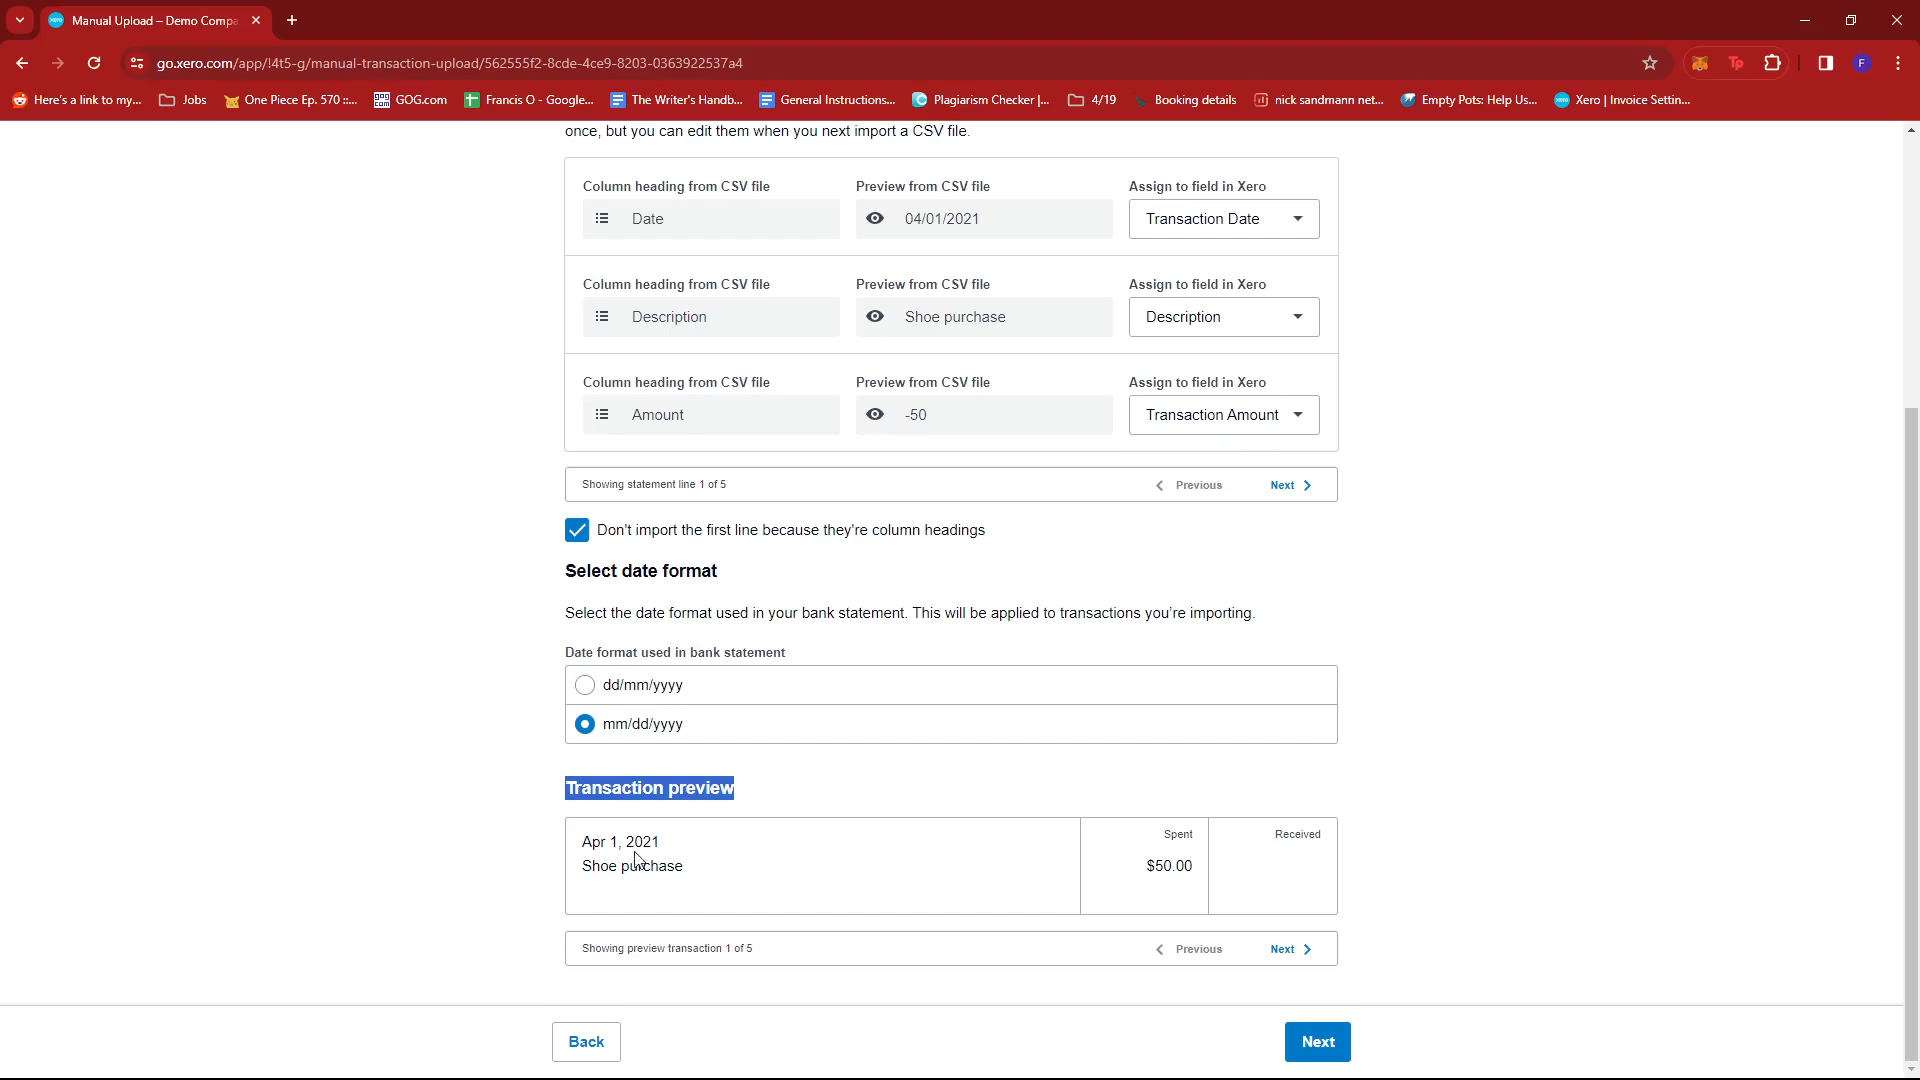 Manual Upload – Demo Compa
go.xero.com/app/!4t5-g/manual-transaction-upload/562555f2-8cde-4ce9-8203-0363922537a4
Here's a link to my...
Jobs
One Piece Ep. 570 ::...
GOG.com
Francis O - Google...
The Writer's Handb...
General Instructions...
Plagiarism Checker |...
4/19
Booking details
nick sandmann net...
Empty Pots: Help Us...
Xero | Invoice Settin...
once, but you can edit them when you next import a CSV file.
Column heading from CSV file Preview from CSV file Assign to field in Xero
Date 04/01/2021 Transaction Date
Column heading from CSV file Preview from CSV file Assign to field in Xero
Description Shoe purchase Description
Column heading from CSV file Preview from CSV file Assign to field in Xero
Amount -50 Transaction Amount
Showing statement line 1 of 5 Previous Next
Don't import the first line because they're column headings
Select date format
Select the date format used in your bank statement. This will be applied to transactions you're importing.
Date format used in bank statement
dd/mm/yyyy
mm/dd/yyyy
Transaction preview
Apr 1, 2021 Spent Received
Shoe purchase $50.00
Showing preview transaction 1 of 5 Previous Next
Back Next